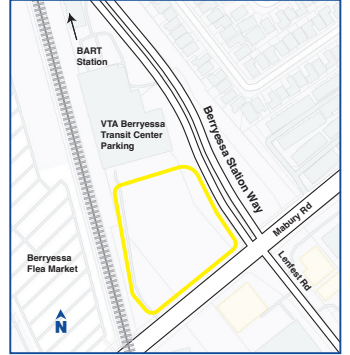 BART
Station
VTA Berryessa
Transit Center
Parking
Berryessa Station Way
Mabury Rd
Lenfest Rd
Berryessa
Flea Market
N